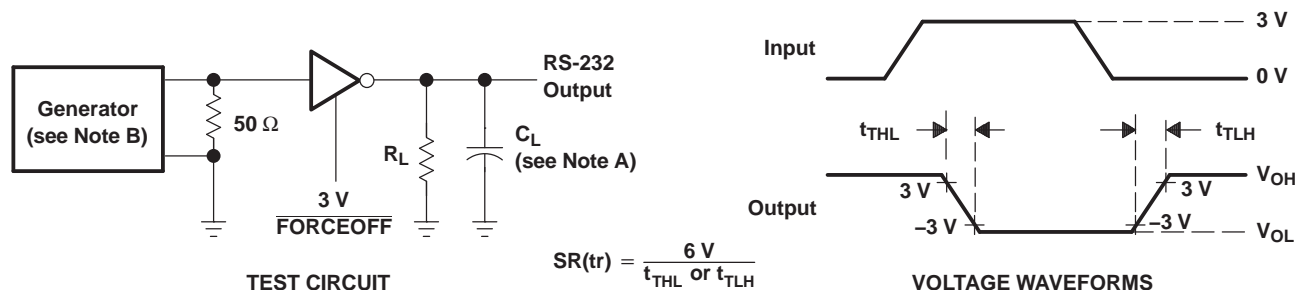 Generator
(see Note B)
50 Ω
3 V
FORCEOFF
R_L
C_L
(see Note A)
RS-232
Output
TEST CIRCUIT
SR(tr) = 6 V / t_THL or t_TLH
Input
3 V
0 V
t_THL
t_TLH
Output
3 V
–3 V
3 V
–3 V
V_OH
V_OL
VOLTAGE WAVEFORMS